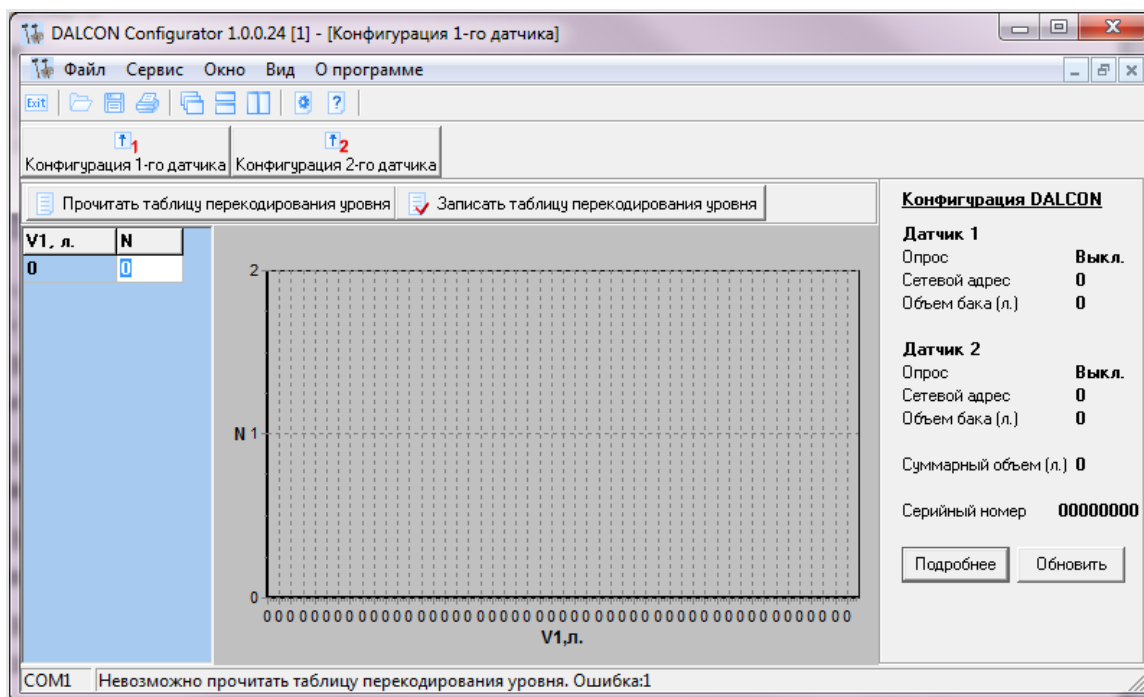 DALCON Configurator 1.0.0.24 [1] - [Конфигурация 1-го датчика]
Файл Сервис Окно Вид О программе
Exit
1 2
Конфигурация 1-го датчика Конфигурация 2-го датчика
Прочитать таблицу перекодирования уровня Записать таблицу перекодирования уровня
V1, л. N
0 0
2
N 1
0
0 0 0 0 0 0 0 0 0 0 0 0 0 0 0 0 0 0 0 0 0 0 0 0 0 0 0 0 0 0 0 0 0 0 0 0 0 0 0 0 0 0 0 0 0 0 0 0 0 0
V1,л.
Конфигурация DALCON
Датчик 1
Опрос Выкл.
Сетевой адрес 0
Объем бака (л.) 0
Датчик 2
Опрос Выкл.
Сетевой адрес 0
Объем бака (л.) 0
Суммарный объем (л.) 0
Серийный номер 00000000
Подробнее Обновить
COM1 Невозможно прочитать таблицу перекодирования уровня. Ошибка:1